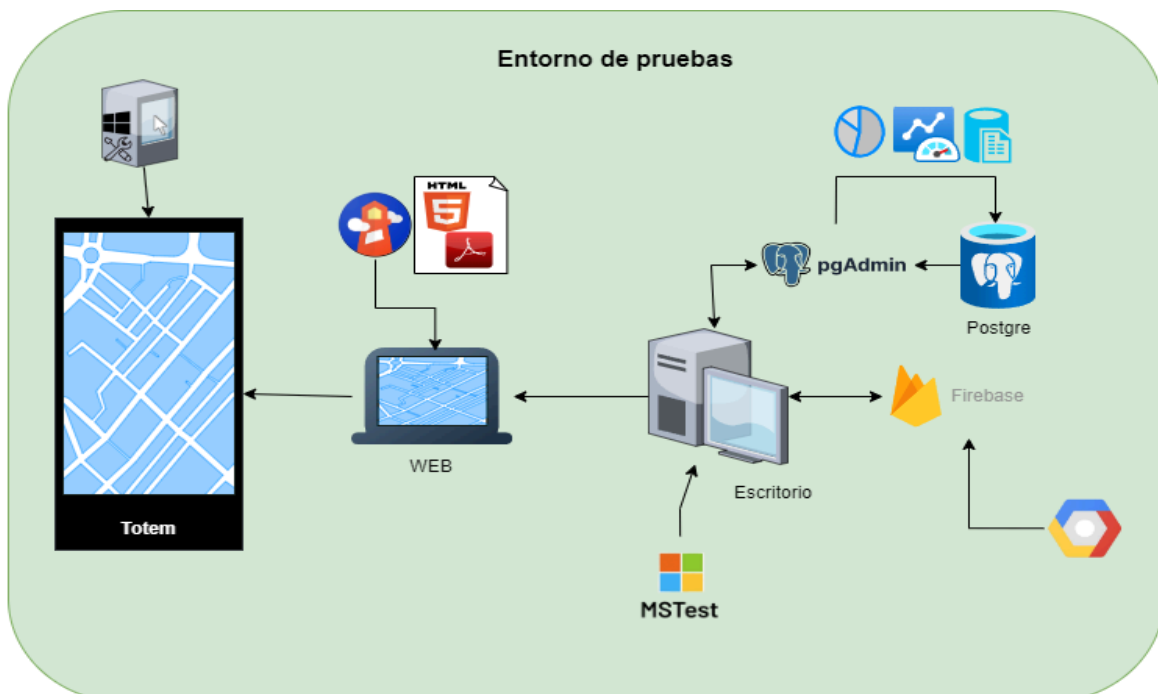 Entorno de pruebas
HTML
pgAdmin
Postgre
Firebase
WEB
Escritorio
Totem
MSTest